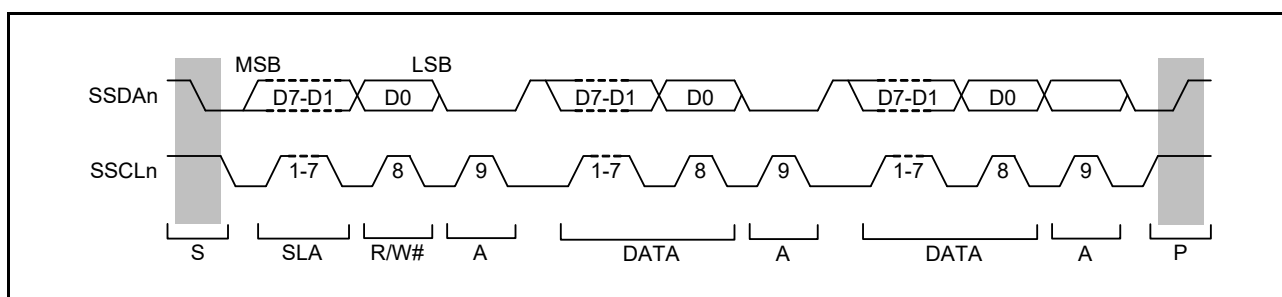 MSB LSB
SSDAn D7-D1 D0 D7-D1 D0 D7-D1 D0
SSCLn 1-7 8 9 1-7 8 9 1-7 8 9
S SLA R/W# A DATA A DATA A P